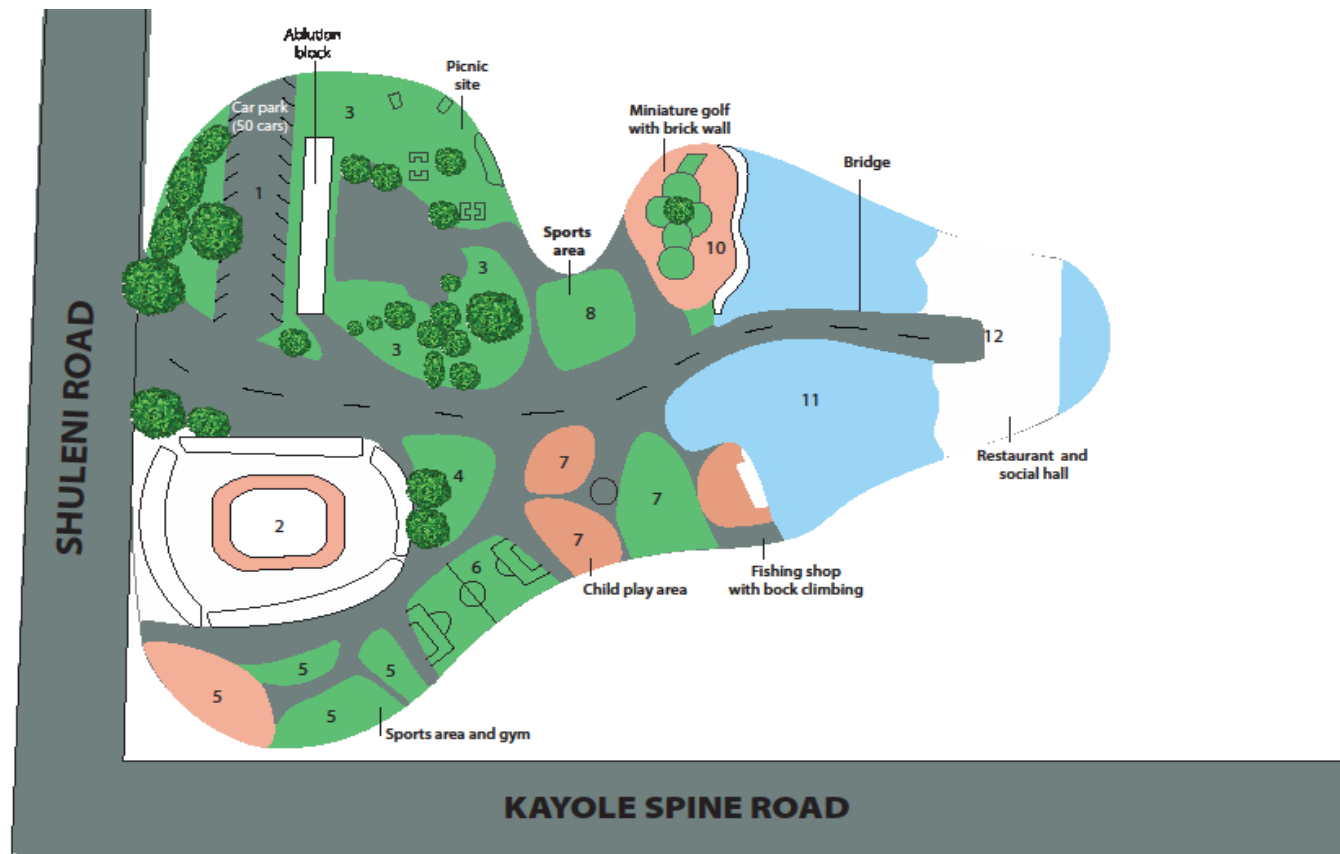 Ablution
block
Picnic
site
Car park
(50 cars)
3
1
Miniature golf
with brick wall
Bridge
10
Sports
area
3
8
3
12
11
SHULENI ROAD
Restaurant and
social hall
4
7
7
2
7
6
Child play area
Fishing shop
with bock climbing
5
5
5
5
Sports area and gym
KAYOLE SPINE ROAD